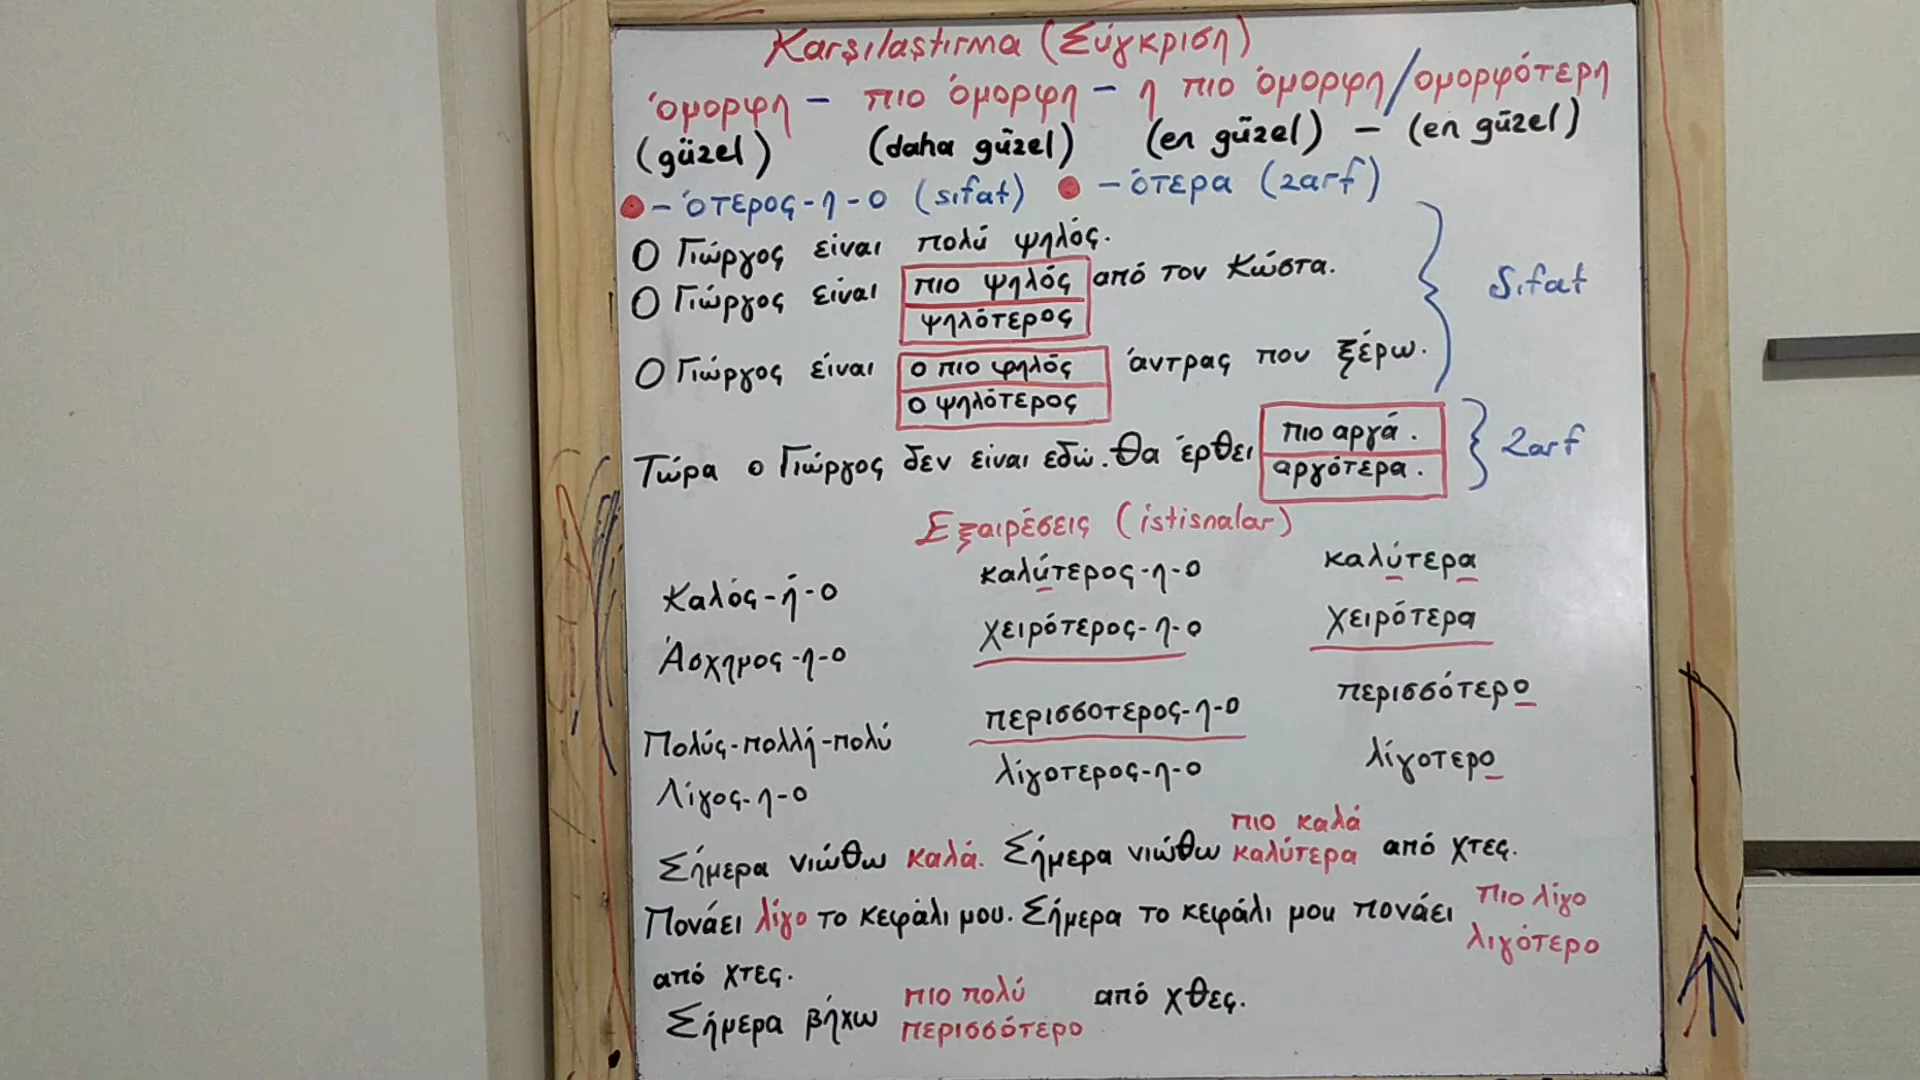 Karşılaştırma (Σύγκριση)
όμορφη – πιο όμορφη – η πιο όμορφη/ομορφότερη
(güzel) (daha güzel) (en güzel) – (en güzel)
–ότερος-η-ο (sıfat) –ότερα (zarf)
Ο Γιώργος είναι πολύ ψηλός.
Ο Γιώργος είναι πιο ψηλός από τον Κώστα.
ψηλότερος
Sıfat
Ο Γιώργος είναι ο πιο ψηλός άντρας που ξέρω.
ο ψηλότερος
Τώρα ο Γιώργος δεν είναι εδώ. Θα έρθει πιο αργά.
αργότερα.
Zarf
Εξαιρέσεις (istisnalar)
Καλός-ή-ο καλύτερος-η-ο καλύτερα
Άσχημος-η-ο χειρότερος-η-ο χειρότερα
Πολύς-πολλή-πολύ περισσοτερος-η-ο περισσότερο
Λίγος-η-ο λίγοτερος-η-ο λίγοτερο
πιο καλά
Σήμερα νιώθω καλά. Σήμερα νιώθω καλύτερα από χτες.
Πονάει λίγο το κεφάλι μου. Σήμερα το κεφάλι μου πονάει πιο λίγο
λιγότερο
από χτες.
Σήμερα βήχω πιο πολύ από χθες.
περισσότερο